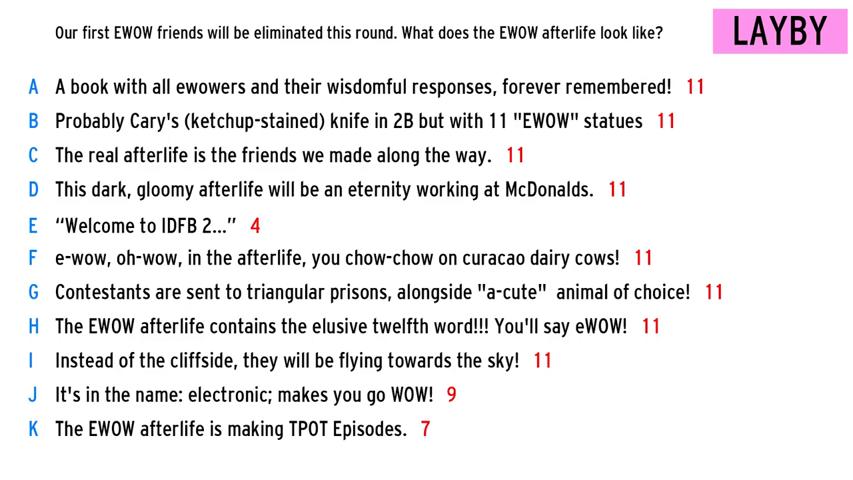 Our first EWOW friends will be eliminated this round. What does the EWOW afterlife look like?
LAYBY
A A book with all ewowers and their wisdomful responses, forever remembered! 11
B Probably Cary's (ketchup-stained) knife in 2B but with 11 "EWOW" statues 11
C The real afterlife is the friends we made along the way. 11
D This dark, gloomy afterlife will be an eternity working at McDonalds. 11
E “Welcome to IDFB 2...” 4
F e-wow, oh-wow, in the afterlife, you chow-chow on curacao dairy cows! 11
G Contestants are sent to triangular prisons, alongside "a-cute"  animal of choice! 11
H The EWOW afterlife contains the elusive twelfth word!!! You'll say eWOW! 11
I Instead of the cliffside, they will be flying towards the sky! 11
J It's in the name: electronic; makes you go WOW! 9
K The EWOW afterlife is making TPOT Episodes. 7